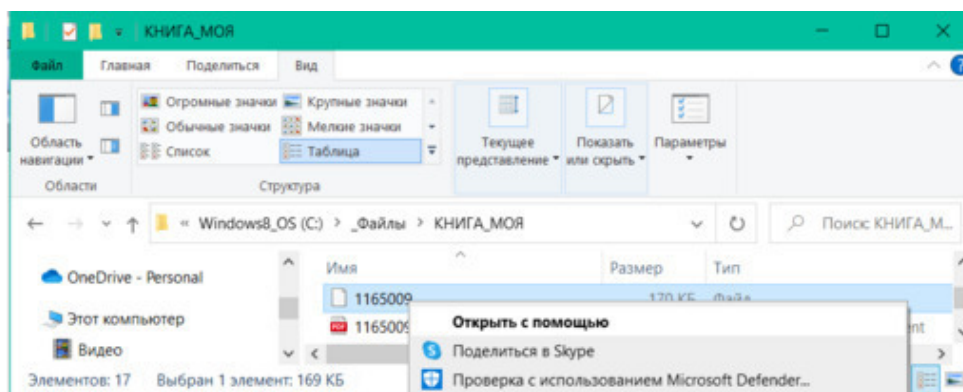 КНИГА_МОЯ
Файл Главная Поделиться Вид
Огромные значки Крупные значки
Обычные значки Мелкие значки
Список Таблица
Область навигации
Текущее представление
Показать или скрыть
Параметры
Области Структура
« Windows8_OS (C:) > _Файлы > КНИГА_МОЯ
Поиск: КНИГА_М...
OneDrive - Personal
Этот компьютер
Видео
Имя Размер Тип
1165009 170 КБ Файл
1165009
Открыть с помощью
Поделиться в Skype
Проверка с использованием Microsoft Defender...
Элементов: 17 Выбран 1 элемент: 169 КБ